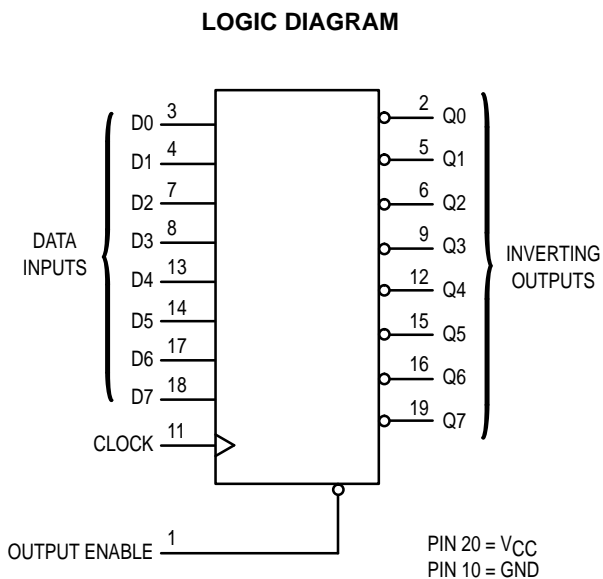 LOGIC DIAGRAM
D0 3
D1 4
D2 7
D3 8
D4 13
D5 14
D6 17
D7 18
DATA
INPUTS
CLOCK 11
OUTPUT ENABLE 1
2 Q0
5 Q1
6 Q2
9 Q3
12 Q4
15 Q5
16 Q6
19 Q7
INVERTING
OUTPUTS
PIN 20 = VCC
PIN 10 = GND